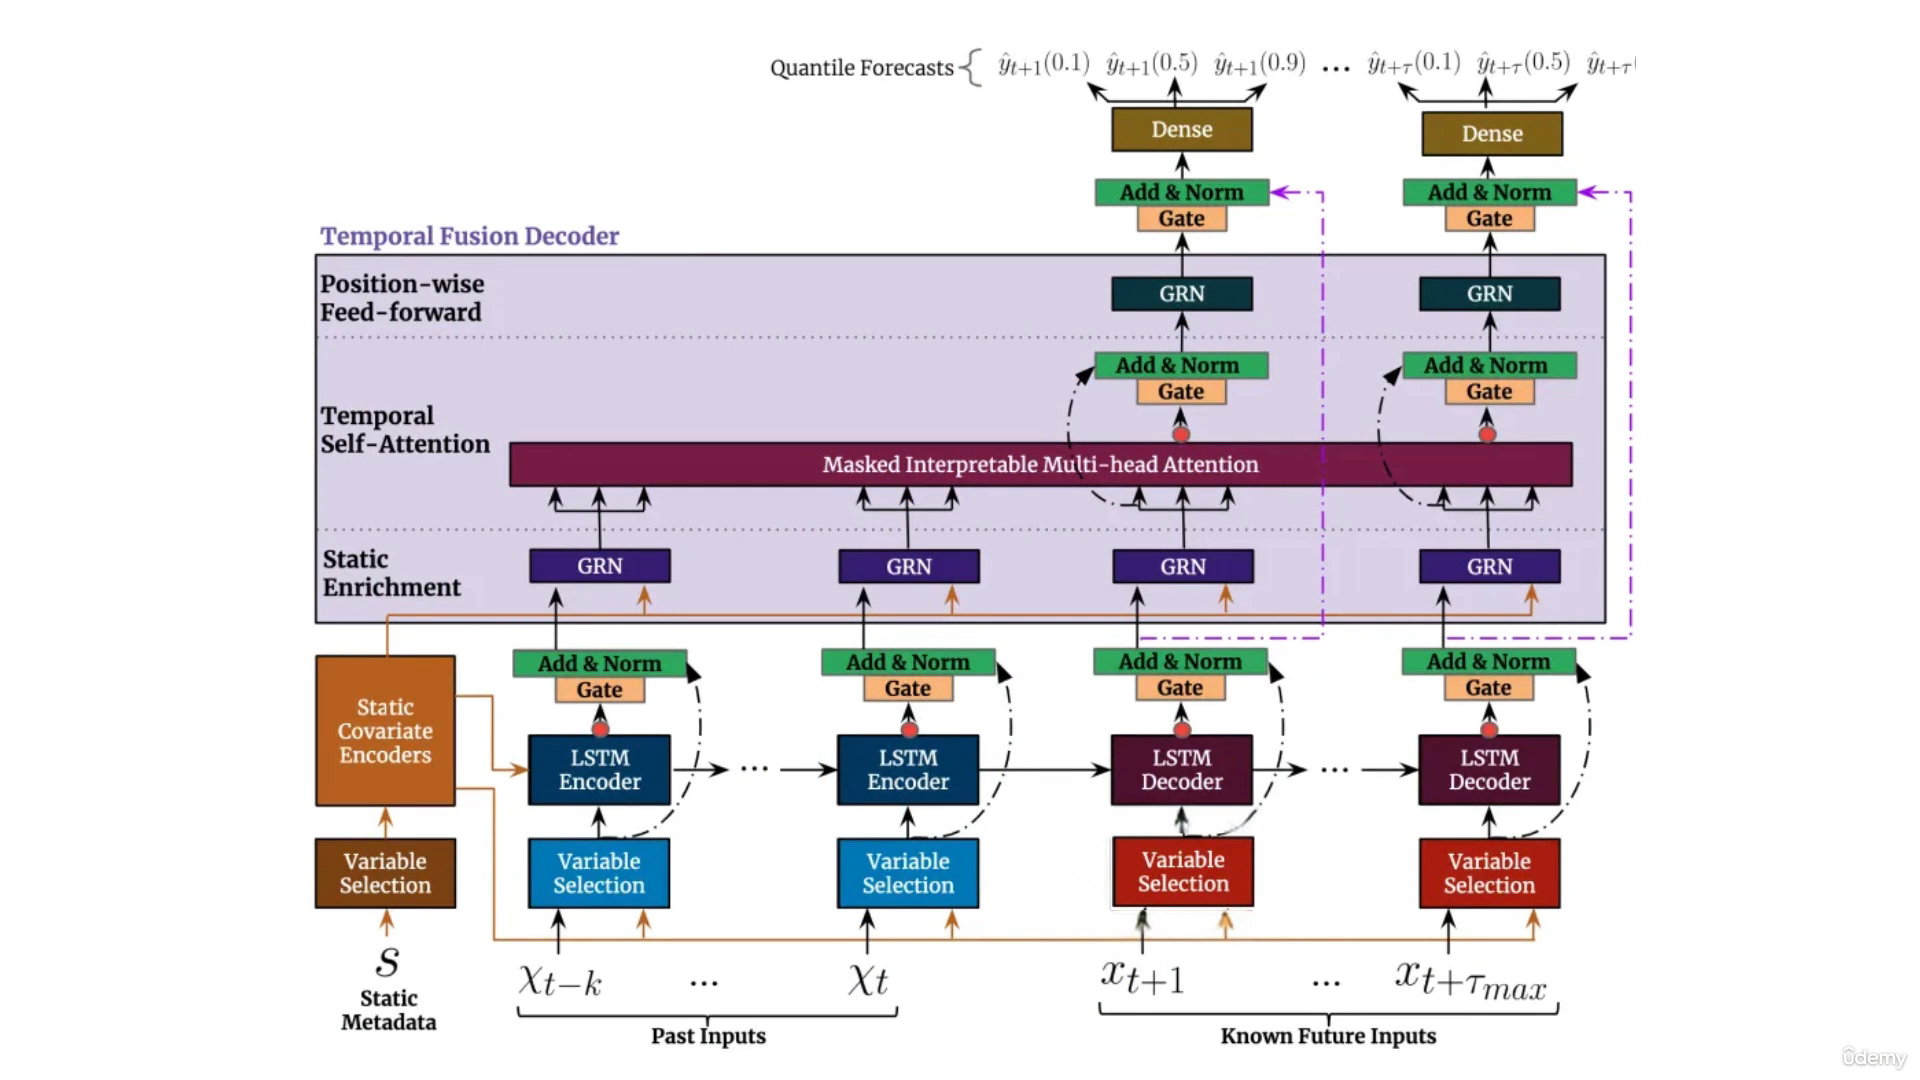 Quantile Forecasts { ŷt+1(0.1) ŷt+1(0.5) ŷt+1(0.9) ... ŷt+τ(0.1) ŷt+τ(0.5) ŷt+τ(
Dense Dense
Add & Norm Add & Norm
Gate Gate
Temporal Fusion Decoder
Position-wise
Feed-forward
GRN GRN
Add & Norm Add & Norm
Gate Gate
Temporal
Self-Attention
Masked Interpretable Multi-head Attention
Static
Enrichment
GRN GRN GRN GRN
Add & Norm Add & Norm Add & Norm Add & Norm
Gate Gate Gate Gate
Static
Covariate
Encoders
LSTM
Encoder
...
LSTM
Encoder
LSTM
Decoder
...
LSTM
Decoder
Variable
Selection
Variable
Selection
Variable
Selection
Variable
Selection
Variable
Selection
s χt−k ... χt xt+1 ... xt+τmax
Static
Metadata
Past Inputs
Known Future Inputs
ûdemy